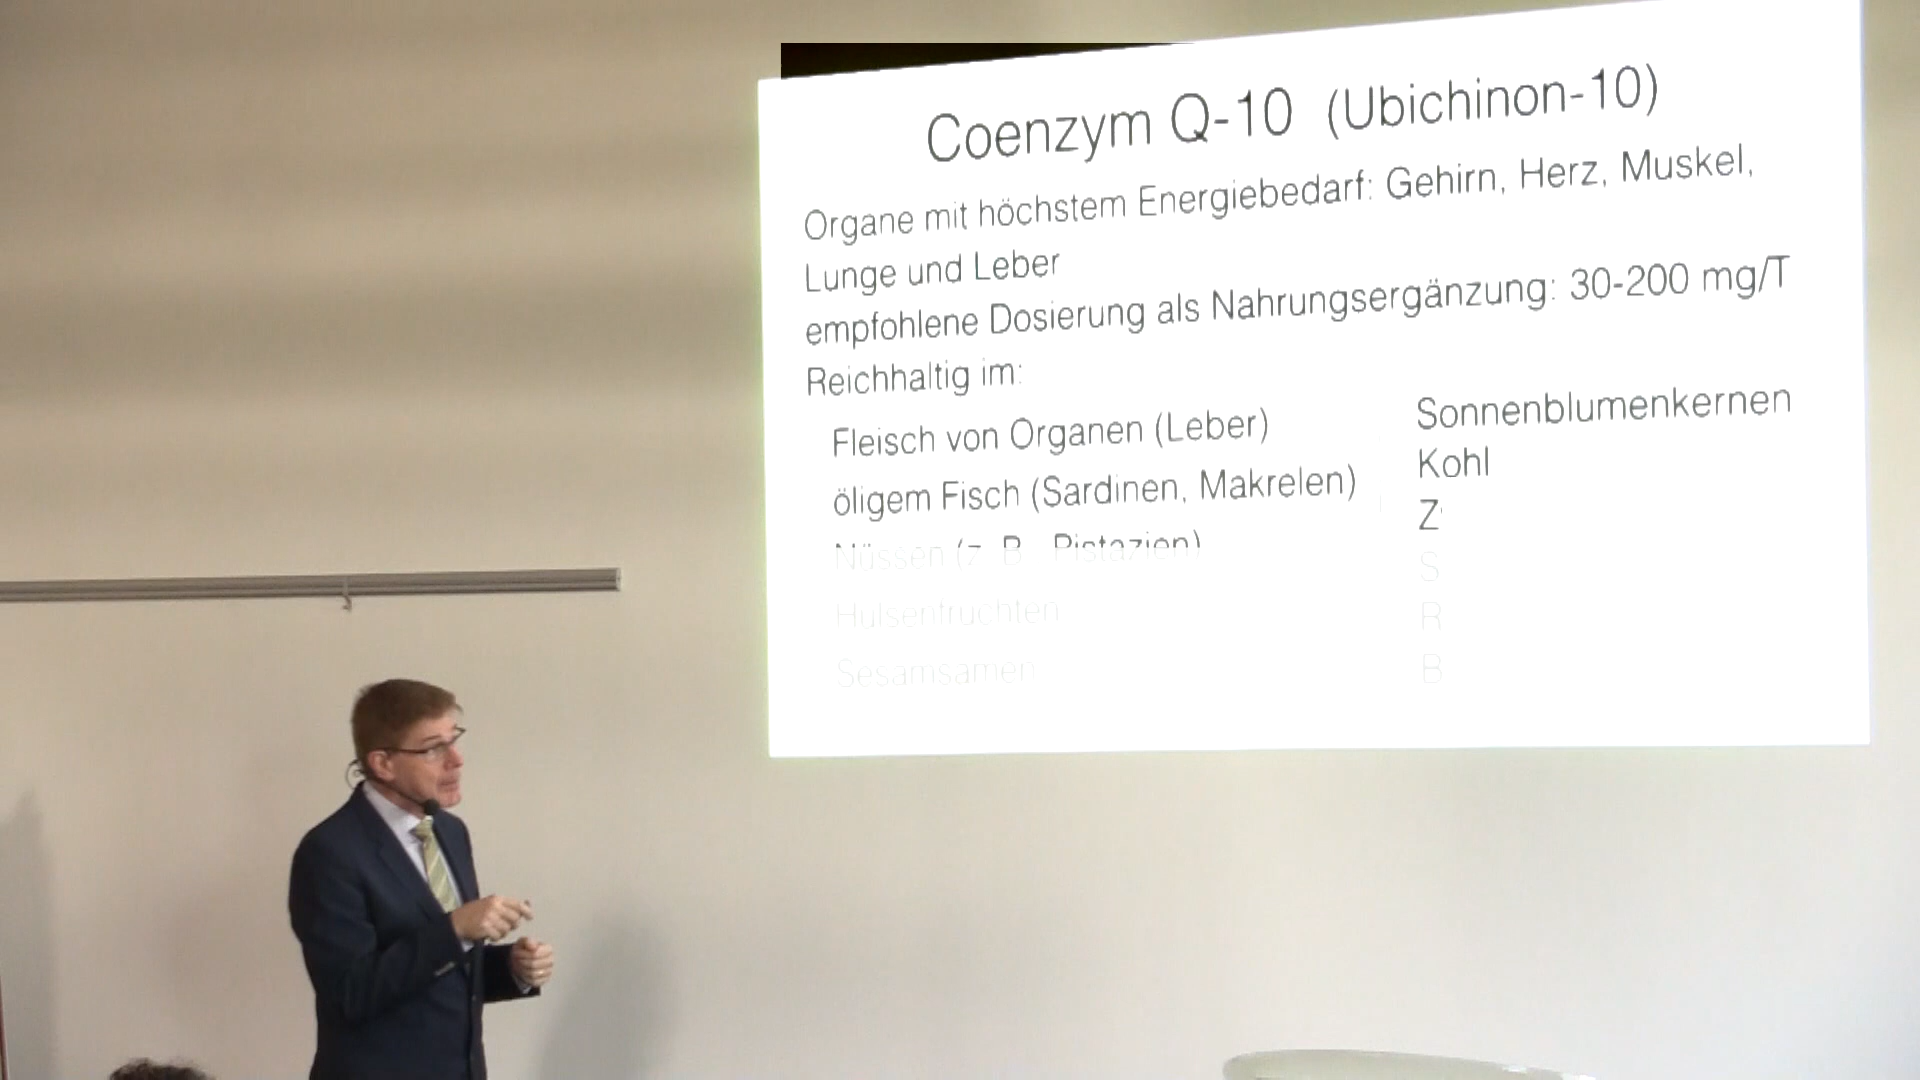 Coenzym Q-10 (Ubichinon-10)
Organe mit höchstem Energiebedarf: Gehirn, Herz, Muskel,
Lunge und Leber
empfohlene Dosierung als Nahrungsergänzung: 30-200 mg/T
Reichhaltig im:
Fleisch von Organen (Leber)
öligem Fisch (Sardinen, Makrelen)
Nüssen (z. B. Pistazien)
Hülsenfrüchten
Sesamsamen
Sonnenblumenkernen
Kohl
Z
S
R
B